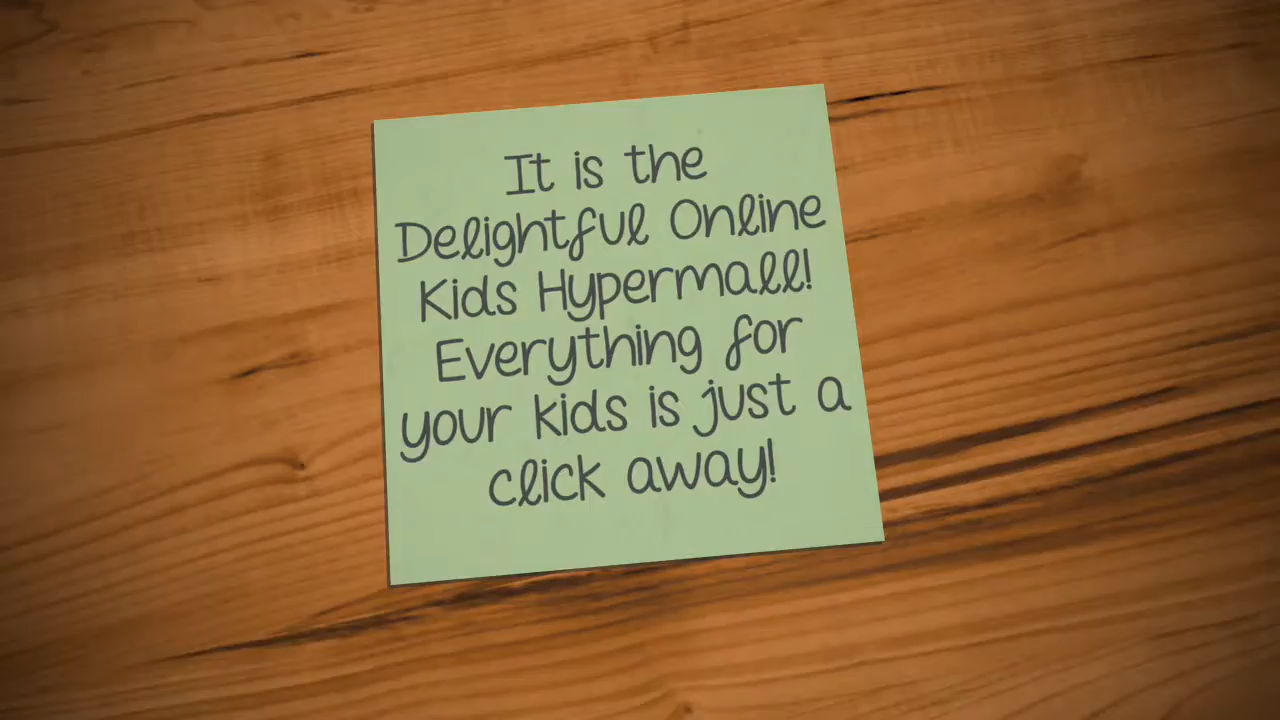 It is the
Delightful Online
Kids Hypermall!
Everything for
your kids is just a
click away!